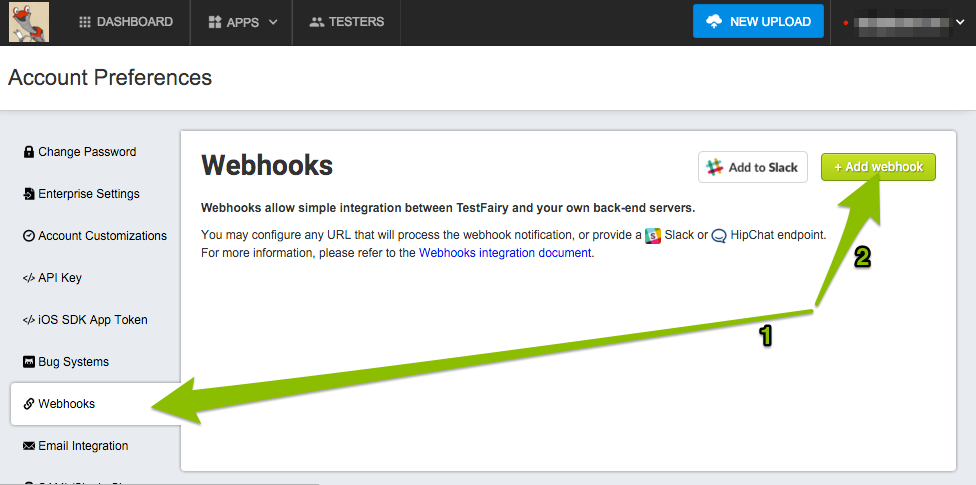 DASHBOARD
APPS
TESTERS
NEW UPLOAD
Account Preferences
Change Password
Enterprise Settings
Account Customizations
</> API Key
</> iOS SDK App Token
Bug Systems
Webhooks
Email Integration
Webhooks
Add to Slack
+ Add webhook
Webhooks allow simple integration between TestFairy and your own back-end servers.
You may configure any URL that will process the webhook notification, or provide a Slack or HipChat endpoint.
For more information, please refer to the Webhooks integration document.
1
2